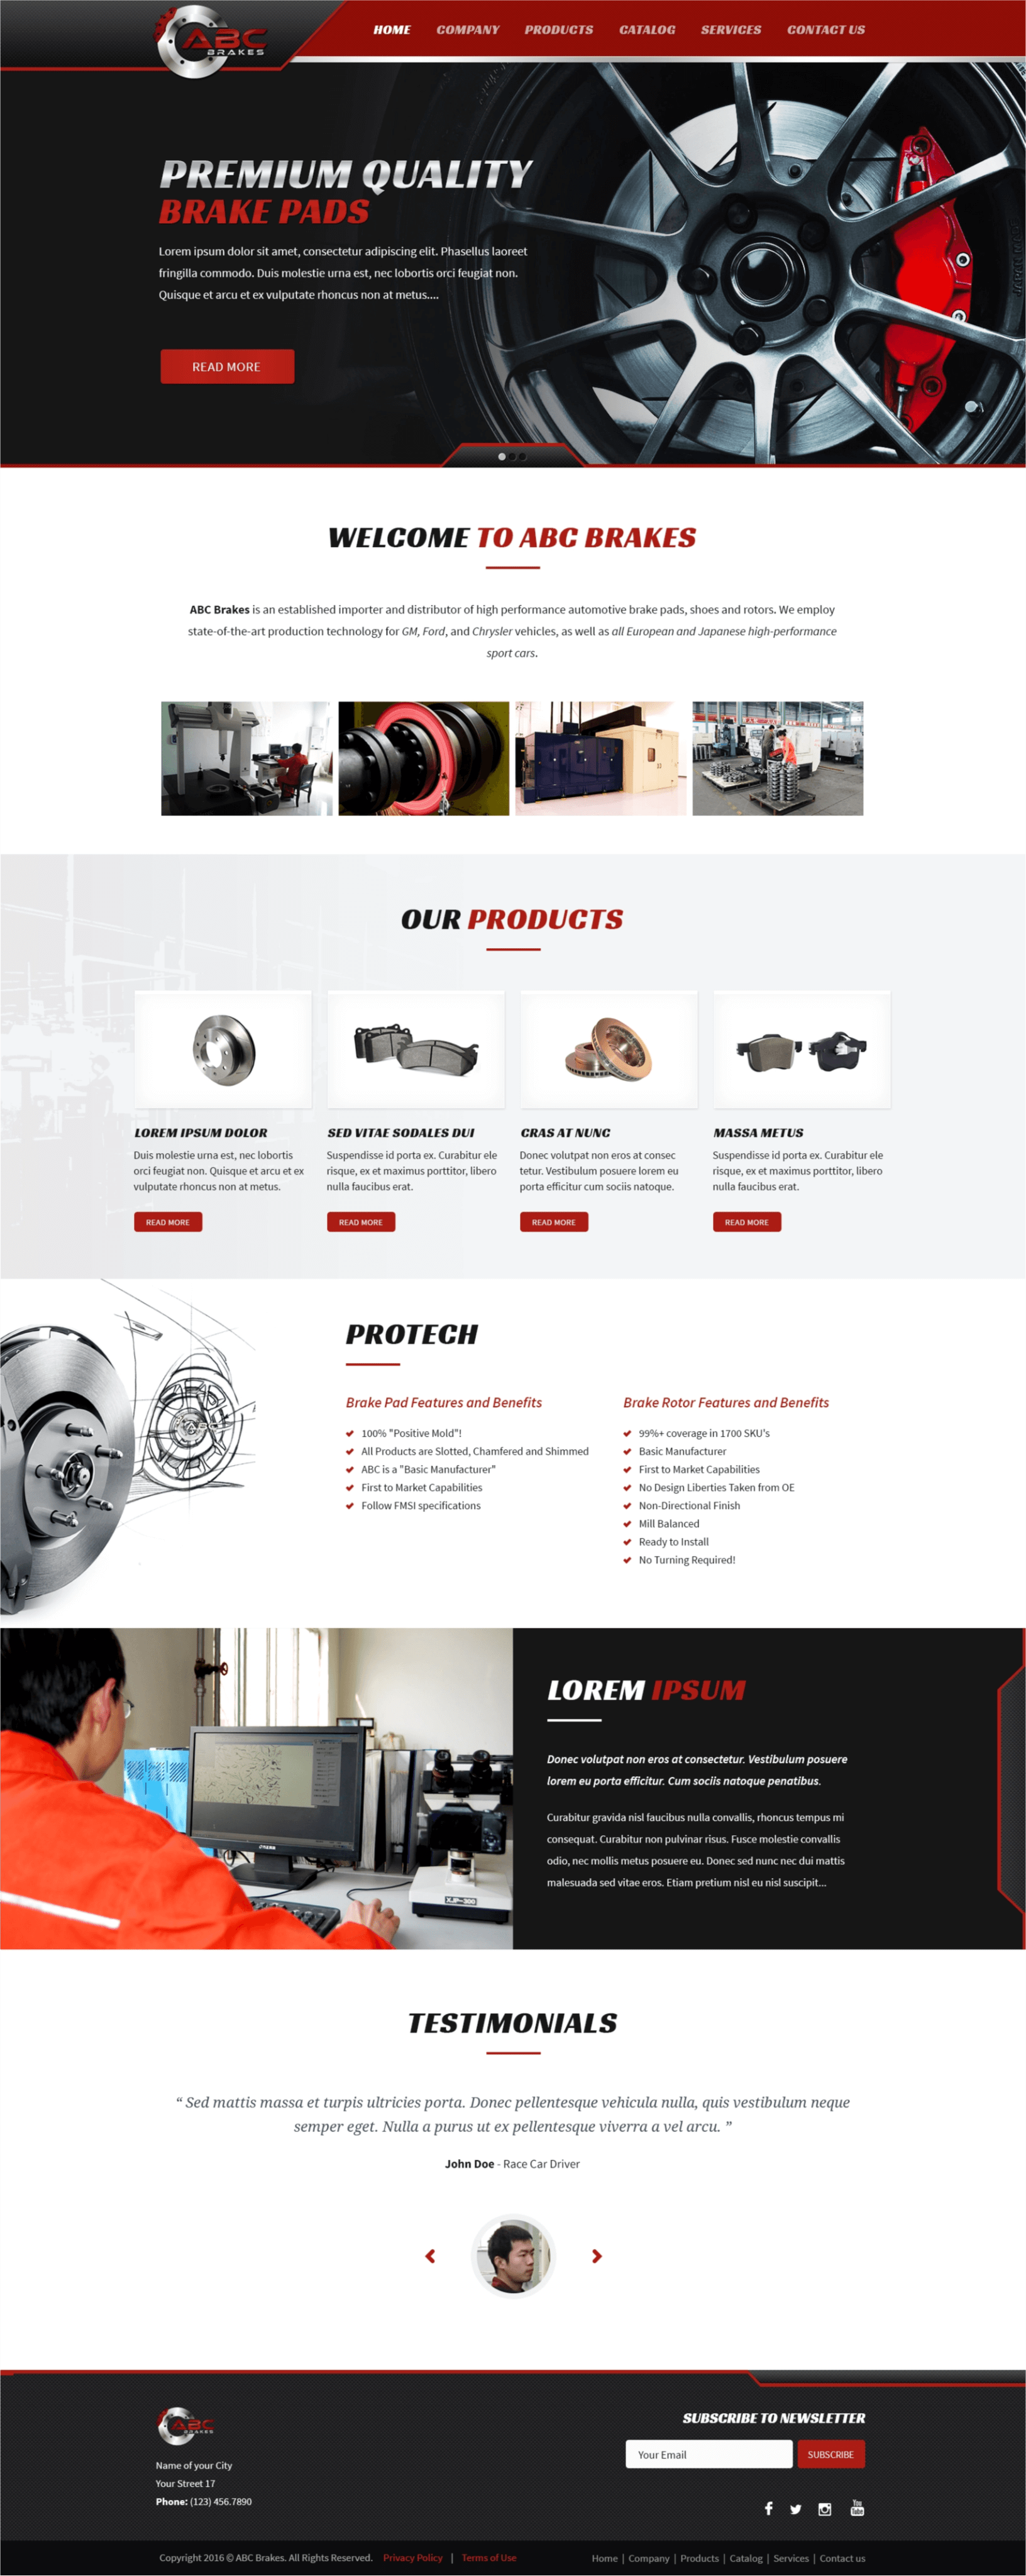 ABC
BRAKES
HOME COMPANY PRODUCTS CATALOG SERVICES CONTACT US
PREMIUM QUALITY
BRAKE PADS
Lorem ipsum dolor sit amet, consectetur adipiscing elit. Phasellus laoreet
fringilla commodo. Duis molestie urna est, nec lobortis orci feugiat non.
Quisque et arcu et ex vulputate rhoncus non at metus....
READ MORE
WELCOME TO ABC BRAKES
ABC Brakes is an established importer and distributor of high performance automotive brake pads, shoes and rotors. We employ
state-of-the-art production technology for GM, Ford, and Chrysler vehicles, as well as all European and Japanese high-performance
sport cars.
OUR PRODUCTS
LOREM IPSUM DOLOR
Duis molestie urna est, nec lobortis
orci feugiat non. Quisque et arcu et ex
vulputate rhoncus non at metus.
READ MORE
SED VITAE SODALES DUI
Suspendisse id porta ex. Curabitur ele
risque, ex et maximus porttitor, libero
nulla faucibus erat.
READ MORE
CRAS AT NUNC
Donec volutpat non eros at consec
tetur. Vestibulum posuere lorem eu
porta efficitur cum sociis natoque.
READ MORE
MASSA METUS
Suspendisse id porta ex. Curabitur ele
risque, ex et maximus porttitor, libero
nulla faucibus erat.
READ MORE
PROTECH
Brake Pad Features and Benefits
100% "Positive Mold"!
All Products are Slotted, Chamfered and Shimmed
ABC is a "Basic Manufacturer"
First to Market Capabilities
Follow FMSI specifications
Brake Rotor Features and Benefits
99%+ coverage in 1700 SKU's
Basic Manufacturer
First to Market Capabilities
No Design Liberties Taken from OE
Non-Directional Finish
Mill Balanced
Ready to Install
No Turning Required!
LOREM IPSUM
Donec volutpat non eros at consectetur. Vestibulum posuere
lorem eu porta efficitur. Cum sociis natoque penatibus.
Curabitur gravida nisl faucibus nulla convallis, rhoncus tempus mi
consequat. Curabitur non pulvinar risus. Fusce molestie convallis
odio, nec mollis metus posuere eu. Donec sed nunc nec dui mattis
malesuada sed vitae eros. Etiam pretium nisl eu nisl suscipit...
TESTIMONIALS
“ Sed mattis massa et turpis ultricies porta. Donec pellentesque vehicula nulla, quis vestibulum neque
semper eget. Nulla a purus ut ex pellentesque viverra a vel arcu. ”
John Doe - Race Car Driver
ABC
BRAKES
Name of your City
Your Street 17
Phone: (123) 456.7890
SUBSCRIBE TO NEWSLETTER
Your Email
SUBSCRIBE
You
Tube
Copyright 2016 © ABC Brakes. All Rights Reserved. Privacy Policy | Terms of Use
Home | Company | Products | Catalog | Services | Contact us